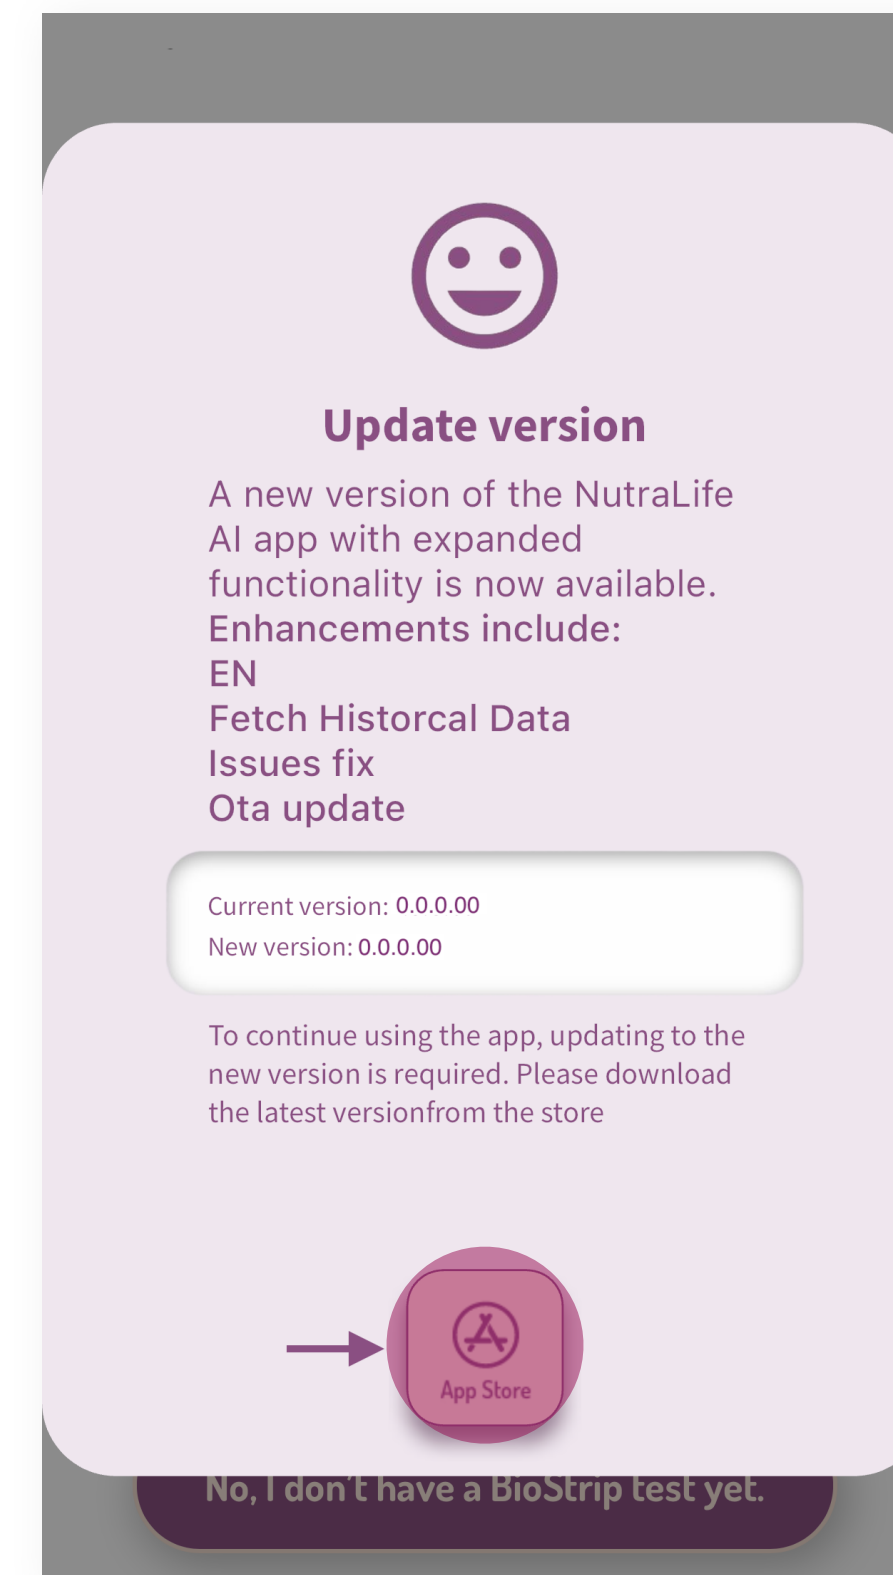 Update version
A new version of the NutraLife
AI app with expanded
functionality is now available.
Enhancements include:
EN
Fetch Historcal Data
Issues fix
Ota update
Current version: 0.0.0.00
New version: 0.0.0.00
To continue using the app, updating to the
new version is required. Please download
the latest versionfrom the store
App Store
No, I don't have a BioStrip test yet.